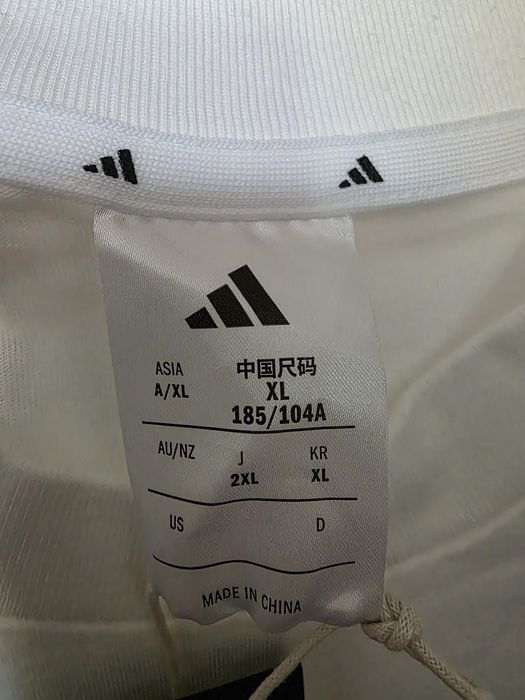 ASIA 中国尺码
A/XL XL
185/104A
AU/NZ J KR
2XL XL
US D
MADE IN CHINA